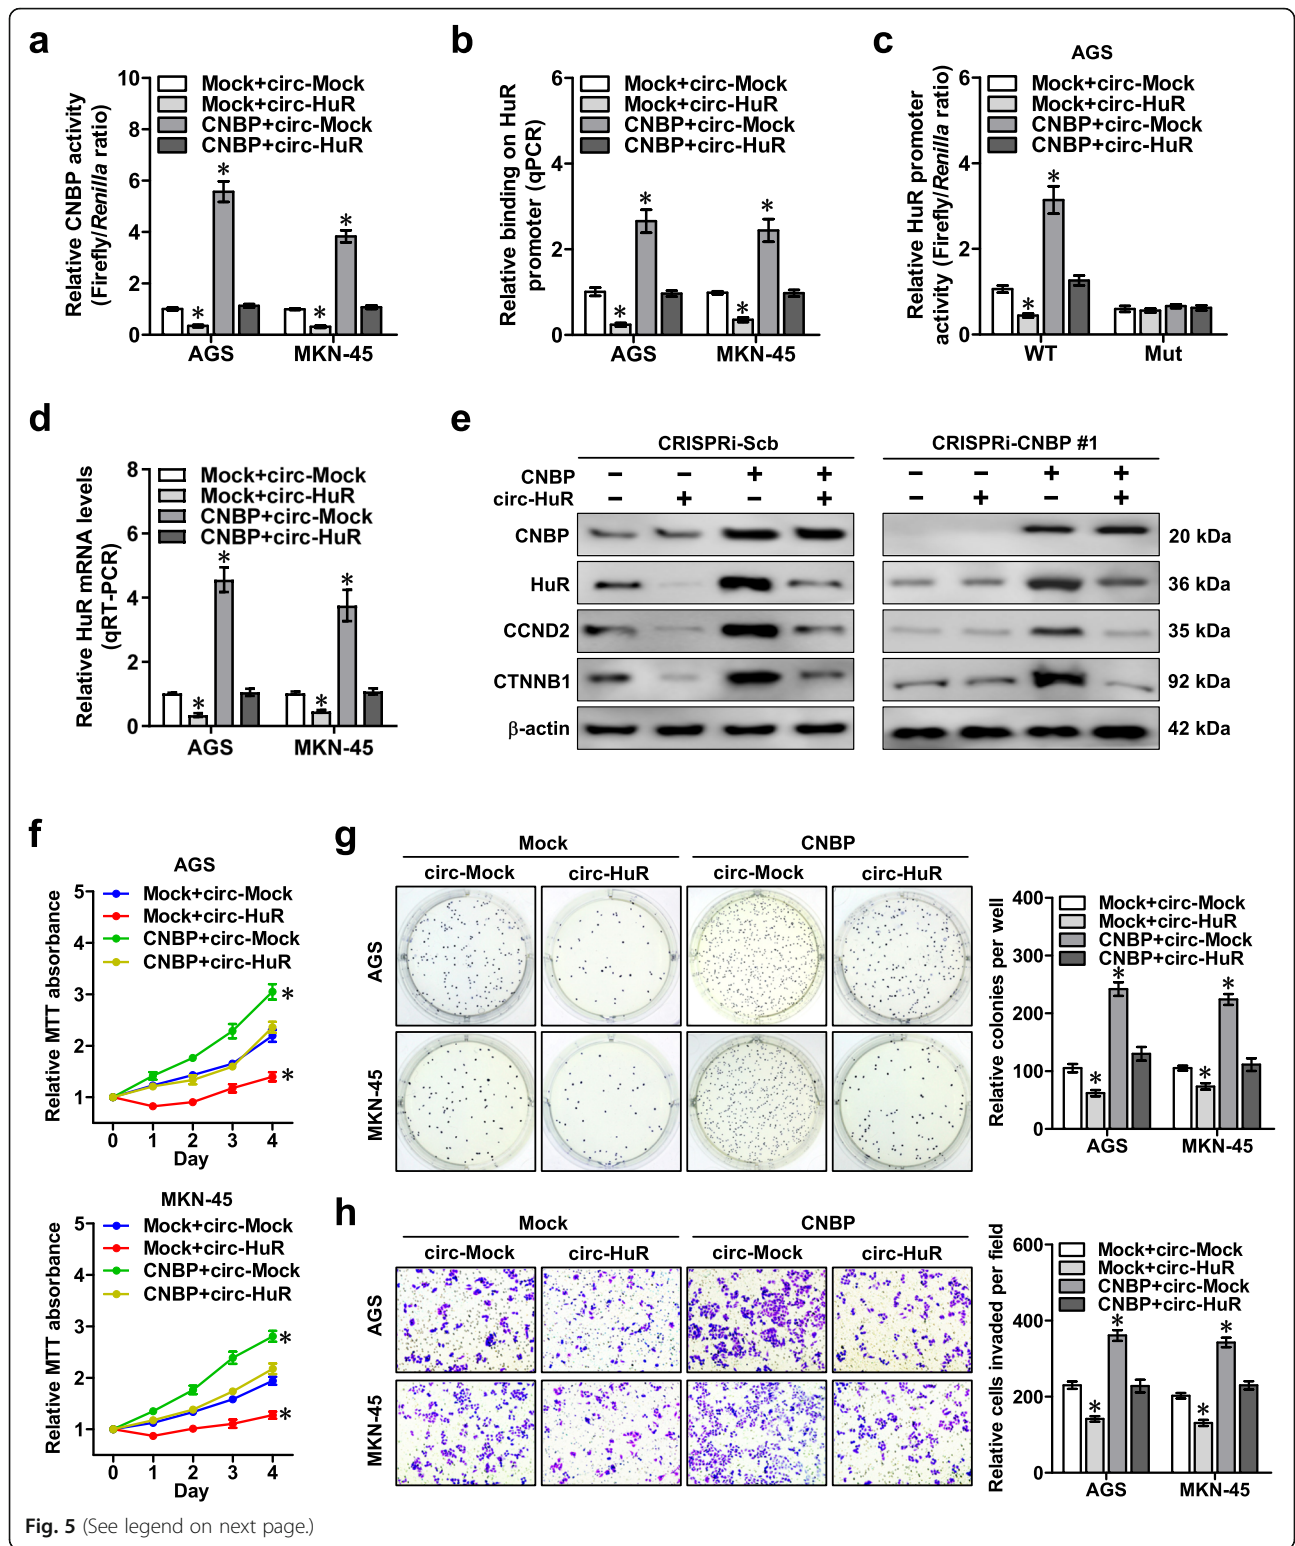 a
Relative CNBP activity
(Firefly/Renilla ratio)
10
8
6
4
2
0
Mock+circ-Mock
Mock+circ-HuR
CNBP+circ-Mock
CNBP+circ-HuR
*
*
*
*
AGS
MKN-45
b
Relative binding on HuR
promoter (qPCR)
6
4
2
0
Mock+circ-Mock
Mock+circ-HuR
CNBP+circ-Mock
CNBP+circ-HuR
*
*
*
*
AGS
MKN-45
c
AGS
Relative HuR promoter
activity (Firefly/Renilla ratio)
6
4
2
0
Mock+circ-Mock
Mock+circ-HuR
CNBP+circ-Mock
CNBP+circ-HuR
*
*
WT
Mut
d
Relative HuR mRNA levels
(qRT-PCR)
8
6
4
2
0
Mock+circ-Mock
Mock+circ-HuR
CNBP+circ-Mock
CNBP+circ-HuR
*
*
*
*
AGS
MKN-45
e
CRISPRi-Scb
CRISPRi-CNBP #1
CNBP − − + + − − + +
circ-HuR − + − + − + − +
CNBP 20 kDa
HuR 36 kDa
CCND2 35 kDa
CTNNB1 92 kDa
β-actin 42 kDa
f
AGS
Relative MTT absorbance
5
4
3
2
1
Mock+circ-Mock
Mock+circ-HuR
CNBP+circ-Mock
CNBP+circ-HuR
*
*
0 1 2 3 4
Day
MKN-45
Relative MTT absorbance
5
4
3
2
1
Mock+circ-Mock
Mock+circ-HuR
CNBP+circ-Mock
CNBP+circ-HuR
*
*
0 1 2 3 4
Day
g
Mock
CNBP
circ-Mock circ-HuR circ-Mock circ-HuR
AGS
MKN-45
Relative colonies per well
400
300
200
100
0
Mock+circ-Mock
Mock+circ-HuR
CNBP+circ-Mock
CNBP+circ-HuR
*
*
*
*
AGS
MKN-45
h
Mock
CNBP
circ-Mock circ-HuR circ-Mock circ-HuR
AGS
MKN-45
Relative cells invaded per field
600
400
200
0
Mock+circ-Mock
Mock+circ-HuR
CNBP+circ-Mock
CNBP+circ-HuR
*
*
*
*
AGS
MKN-45
Fig. 5 (See legend on next page.)